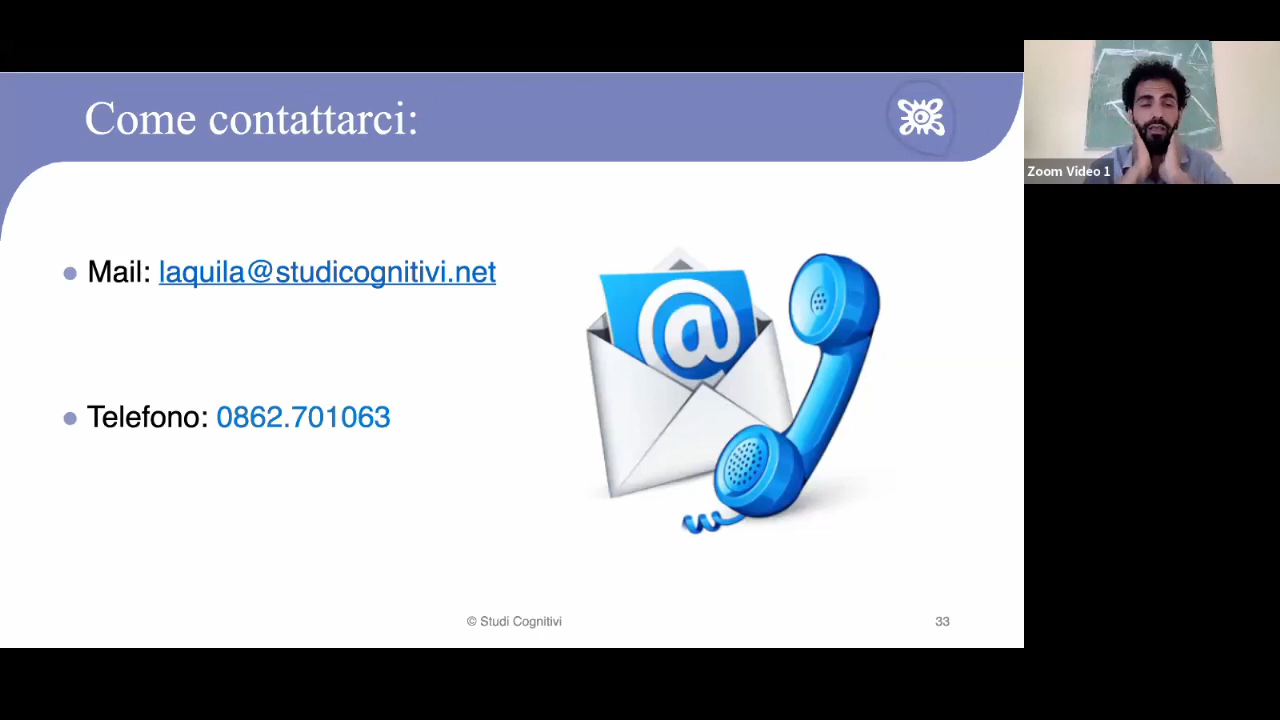 Come contattarci:
Zoom Video 1
Mail: laquila@studicognitivi.net
@
Telefono: 0862.701063
© Studi Cognitivi
33